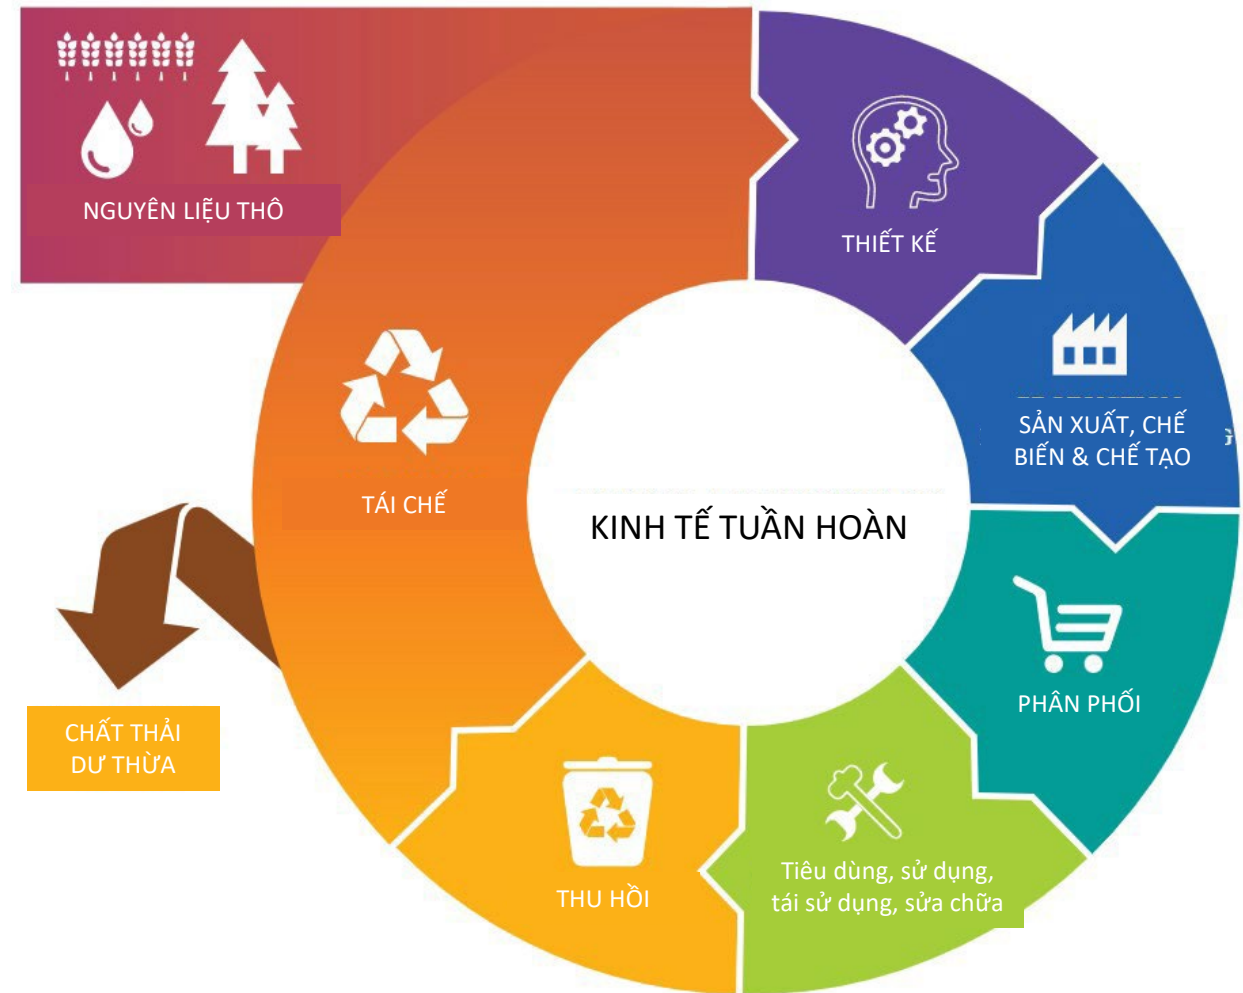 NGUYÊN LIỆU THÔ
THIẾT KẾ
SẢN XUẤT, CHẾ
BIẾN & CHẾ TẠO
TÁI CHẾ
KINH TẾ TUẦN HOÀN
PHÂN PHỐI
CHẤT THẢI
DƯ THỪA
Tiêu dùng, sử dụng,
tái sử dụng, sửa chữa
THU HỒI